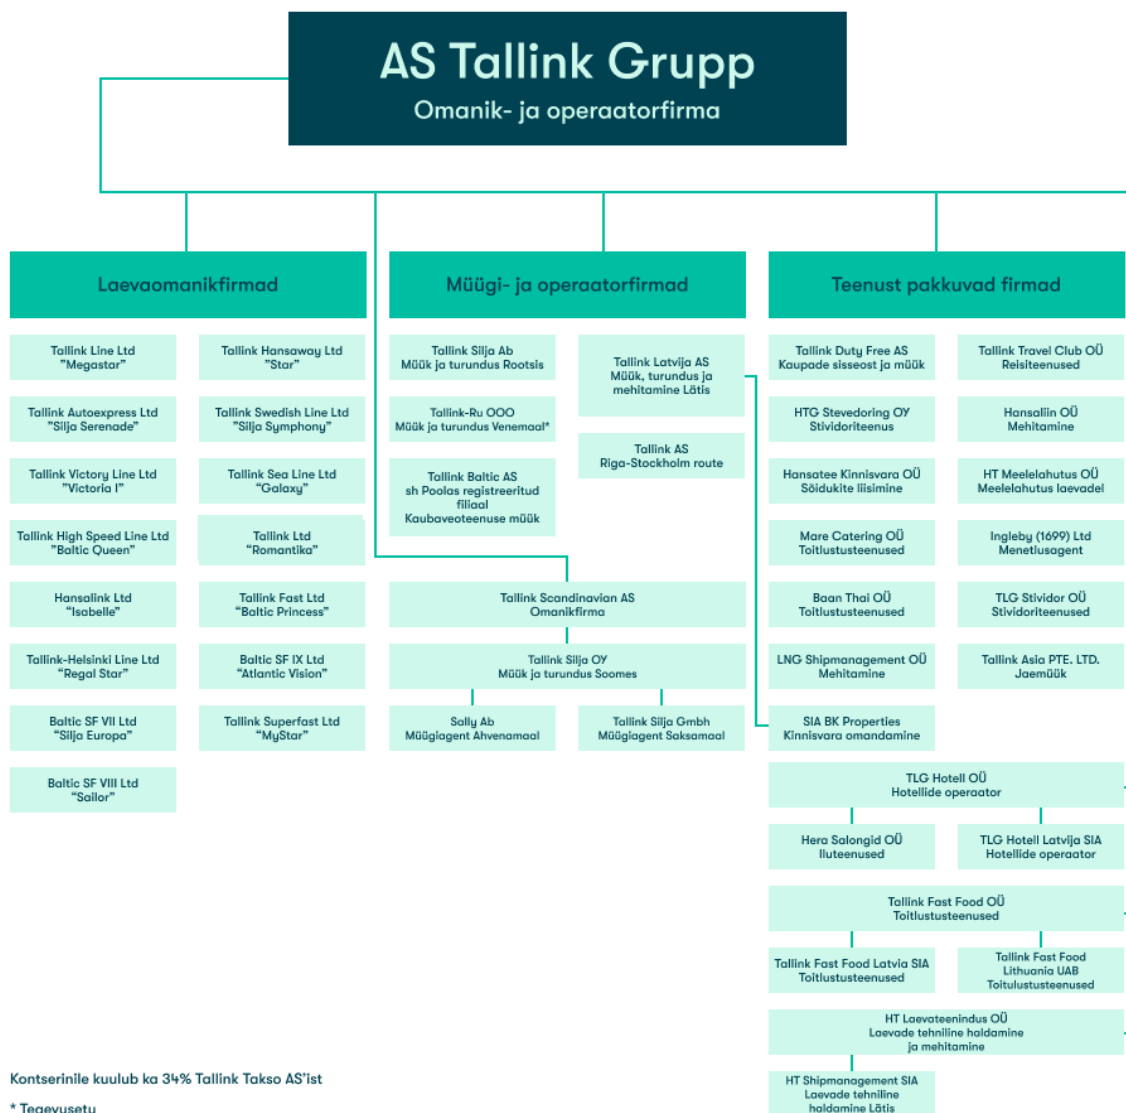 AS Tallink Grupp
Omanik- ja operaatorfirma
Laevaomanikfirmad
Tallink Line Ltd
”Megastar”
Tallink Hansaway Ltd
”Star”
Tallink Autoexpress Ltd
”Silja Serenade”
Tallink Swedish Line Ltd
”Silja Symphony”
Tallink Victory Line Ltd
”Victoria I”
Tallink Sea Line Ltd
”Galaxy”
Tallink High Speed Line Ltd
”Baltic Queen”
Tallink Ltd
“Romantika”
Hansalink Ltd
“Isabelle”
Tallink Fast Ltd
“Baltic Princess”
Tallink-Helsinki Line Ltd
“Regal Star”
Baltic SF IX Ltd
“Atlantic Vision”
Baltic SF VII Ltd
“Silja Europa”
Tallink Superfast Ltd
“MyStar”
Baltic SF VIII Ltd
“Sailor”
Müügi- ja operaatorfirmad
Tallink Silja Ab
Müük ja turundus Rootsis
Tallink Latvija AS
Müük, turundus ja
mehitamine Lätis
Tallink-Ru OOO
Müük ja turundus Venemaal*
Tallink AS
Riga-Stockholm route
Tallink Baltic AS
sh Poolas registreeritud
filiaal
Kaubaveoteenuse müük
Tallink Scandinavian AS
Omanikfirma
Tallink Silja OY
Müük ja turundus Soomes
Sally Ab
Müügiagent Ahvenamaal
Tallink Silja Gmbh
Müügiagent Saksamaal
Teenust pakkuvad firmad
Tallink Duty Free AS
Kaupade sisseost ja müük
Tallink Travel Club OÜ
Reisiteenused
HTG Stevedoring OY
Stividoriteenus
Hansaliin OÜ
Mehitamine
Hansatee Kinnisvara OÜ
Sõidukite liisimine
HT Meelelahutus OÜ
Meelelahutus laevadel
Mare Catering OÜ
Toitlustusteenused
Ingleby (1699) Ltd
Menetlusagent
Baan Thai OÜ
Toitlustusteenused
TLG Stividor OÜ
Stividoriteenused
LNG Shipmanagement OÜ
Mehitamine
Tallink Asia PTE. LTD.
Jaemüük
SIA BK Properties
Kinnisvara omandamine
TLG Hotell OÜ
Hotellide operaator
Hera Salongid OÜ
Iluteenused
TLG Hotell Latvija SIA
Hotellide operaator
Tallink Fast Food OÜ
Toitlustusteenused
Tallink Fast Food Latvia SIA
Toitlustusteenused
Tallink Fast Food
Lithuania UAB
Toitulustusteenused
HT Laevateenindus OÜ
Laevade tehniline haldamine
ja mehitamine
HT Shipmanagement SIA
Laevade tehniline
haldamine Lätis
Kontserinile kuulub ka 34% Tallink Takso AS’ist
* Tegevusetu